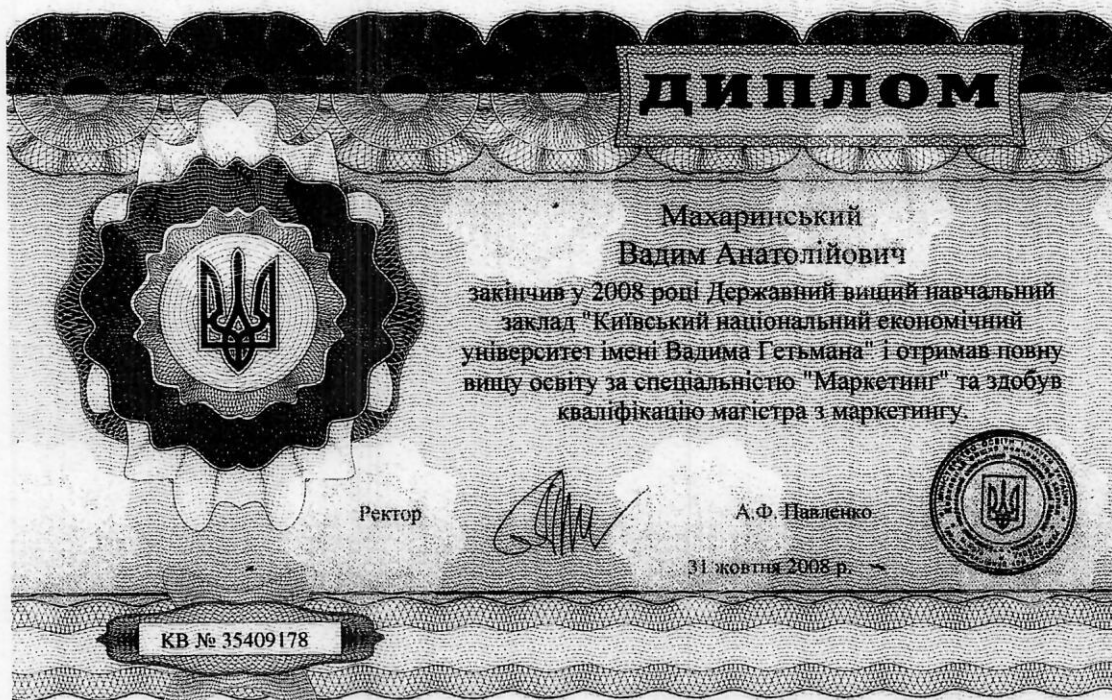 ДИПЛОМ
Махаринський
Вадим Анатолійович
закінчив у 2008 році Державний вищий навчальний
заклад "Київський національний економічний
університет імені Вадима Гетьмана" і отримав повну
вищу освіту за спеціальністю "Маркетинг" та здобув
кваліфікацію магістра з маркетингу.
Ректор
А.Ф. Павленко
31 жовтня 2008 р.
КВ № 35409178